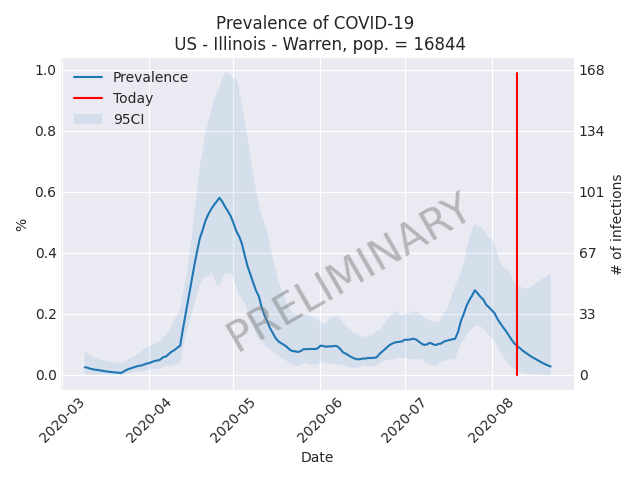 Prevalence of COVID-19
US - Illinois - Warren, pop. = 16844
Prevalence
Today
95CI
PRELIMINARY
%
1.0
0.8
0.6
0.4
0.2
0.0
168
134
101
67
33
0
# of infections
2020-03
2020-04
2020-05
2020-06
2020-07
2020-08
Date